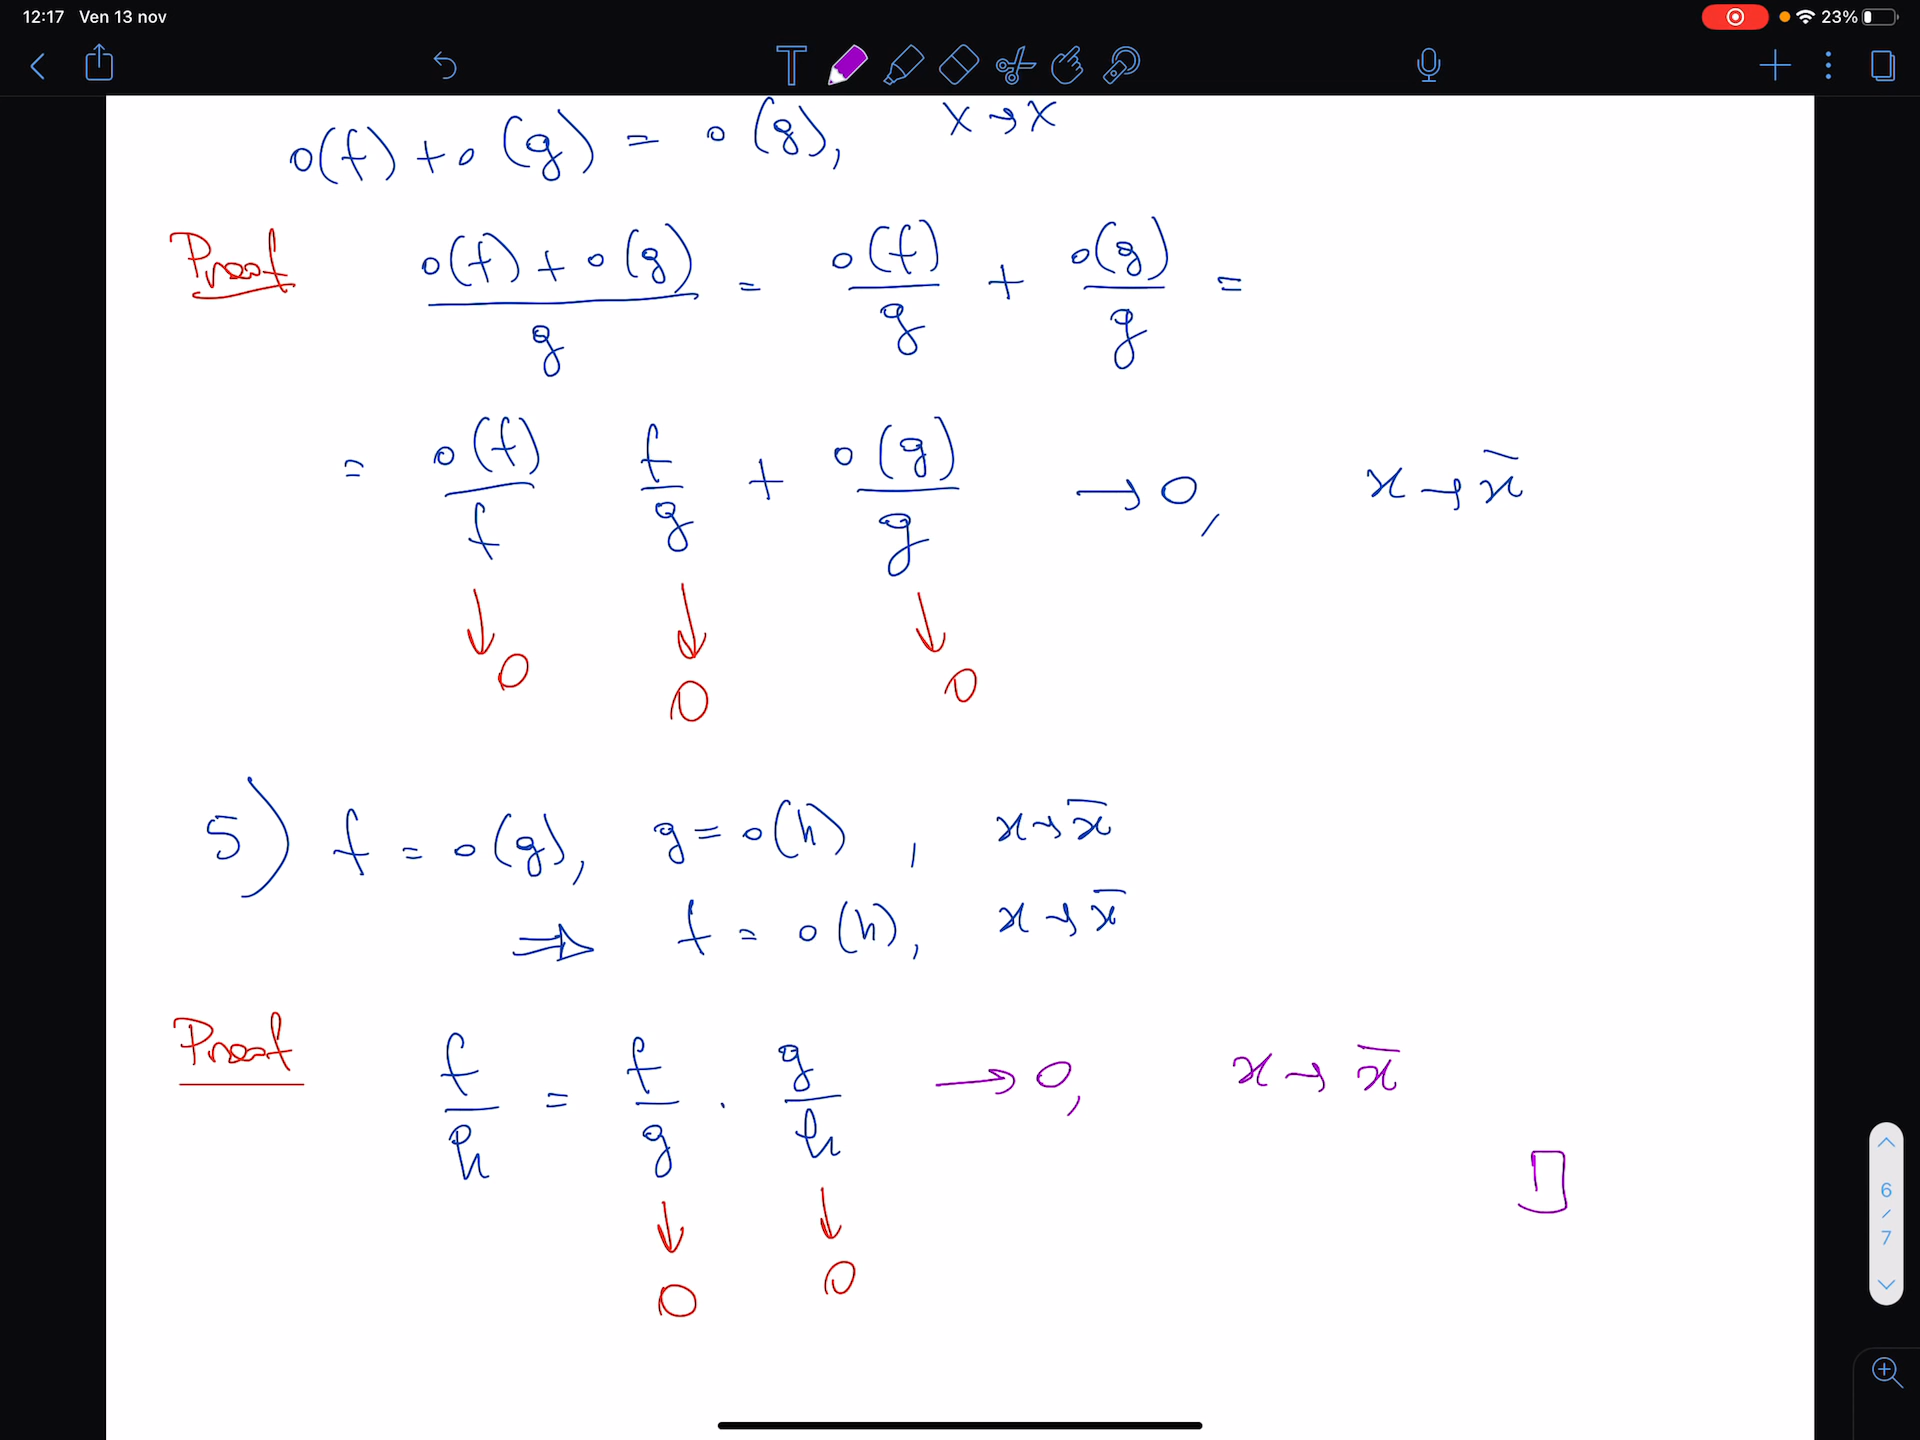 12:17 Ven 13 nov 23%
o(f) + o(g) = o(g), x → x
Proof (o(f) + o(g))/g = o(f)/g + o(g)/g =
= o(f)/f f/g + o(g)/g → 0, x → x̄
↓ 0 ↓ 0 ↓ 0
5) f = o(g), g = o(h), x → x̄
⇒ f = o(h), x → x̄
Proof f/h = f/g · g/h → 0, x → x̄
↓ 0 ↓ 0
6 / 7